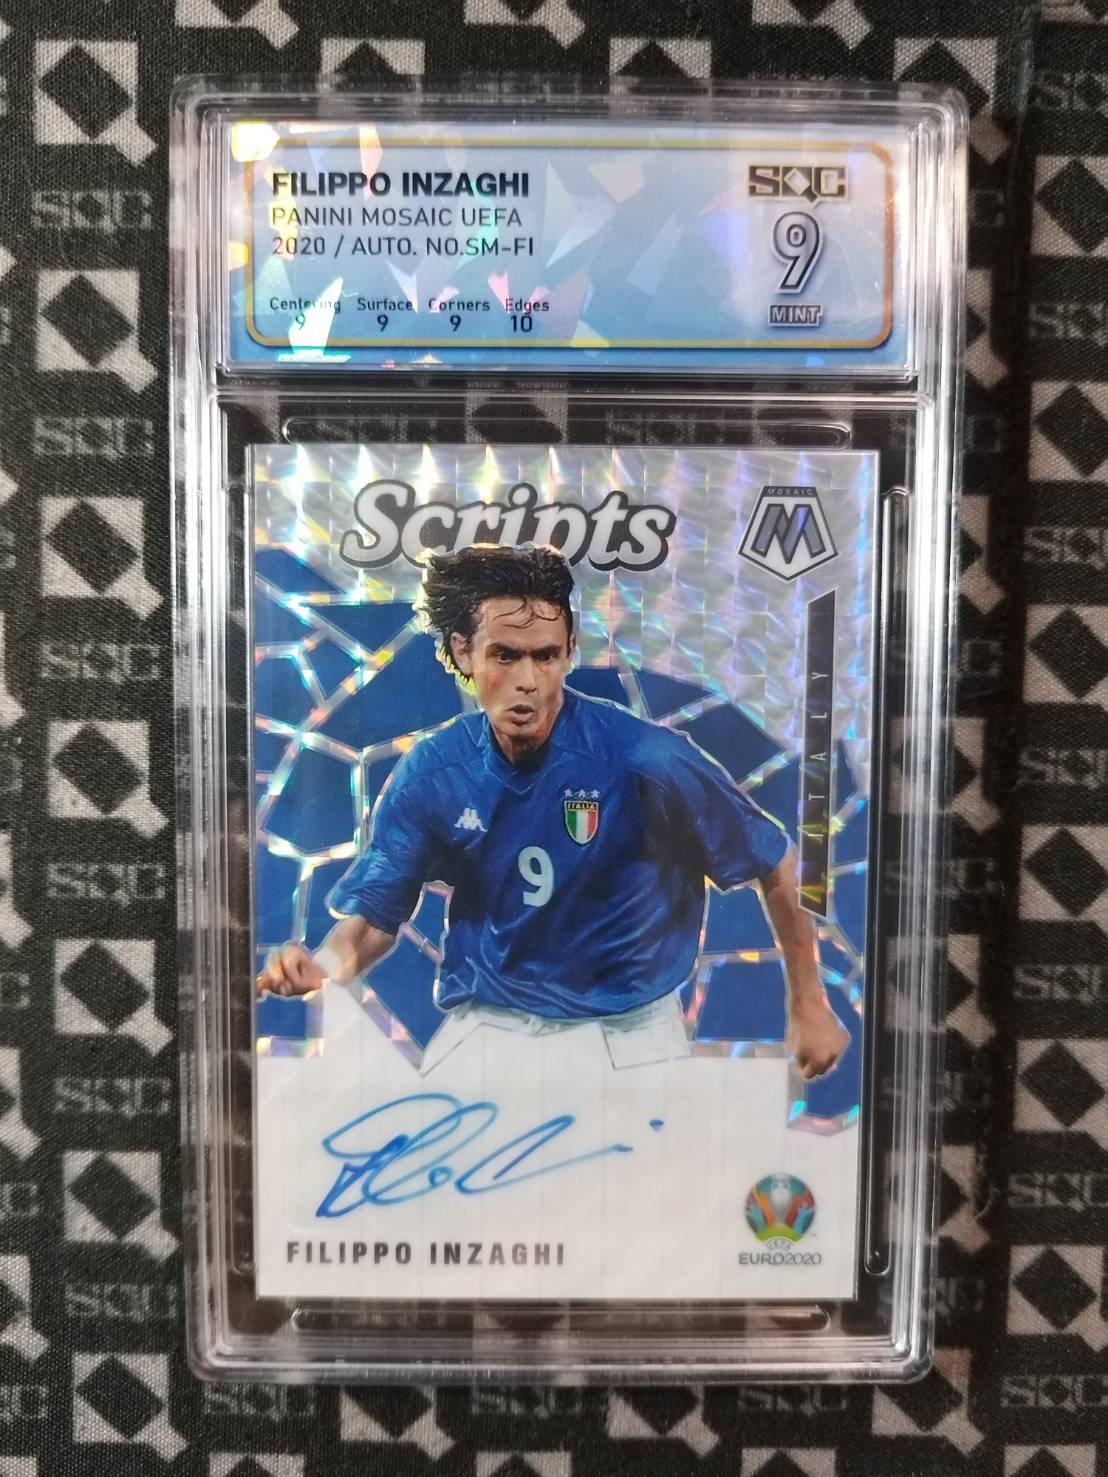 FILIPPO INZAGHI
PANINI MOSAIC UEFA
2020 / AUTO. NO.SM-FI
Centering Surface Corners Edges
9 9 9 10
SQC
9
MINT
Scripts
MOSAIC
M
ITALY
ITALIA
9
FILIPPO INZAGHI
UEFA
EURO2020